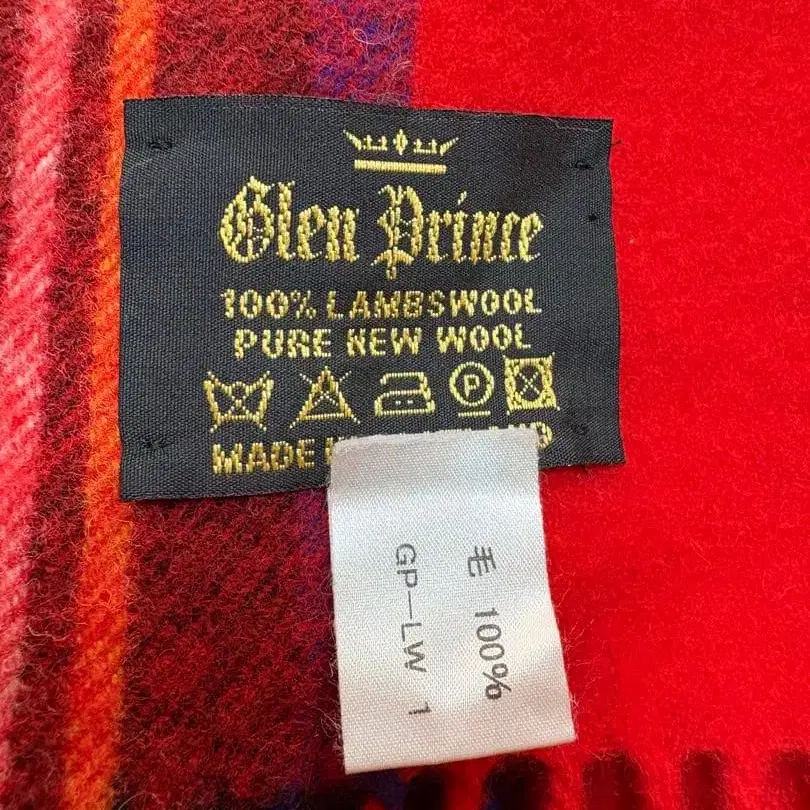 Glen Prince
100% LAMBSWOOL
PURE NEW WOOL
P
MADE
毛 100%
GP-LW 1